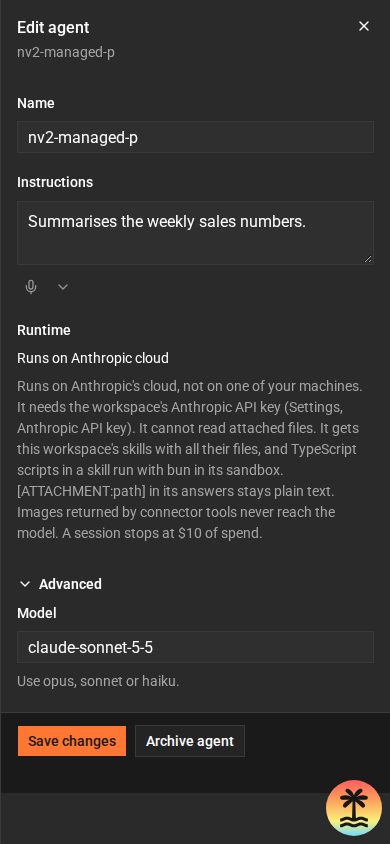 Edit agent
nv2-managed-p
Name
nv2-managed-p
Instructions
Summarises the weekly sales numbers.
Runtime
Runs on Anthropic cloud
Runs on Anthropic's cloud, not on one of your machines.
It needs the workspace's Anthropic API key (Settings,
Anthropic API key). It cannot read attached files. It gets
this workspace's skills with all their files, and TypeScript
scripts in a skill run with bun in its sandbox.
[ATTACHMENT:path] in its answers stays plain text.
Images returned by connector tools never reach the
model. A session stops at $10 of spend.
Advanced
Model
claude-sonnet-5-5
Use opus, sonnet or haiku.
Save changes
Archive agent